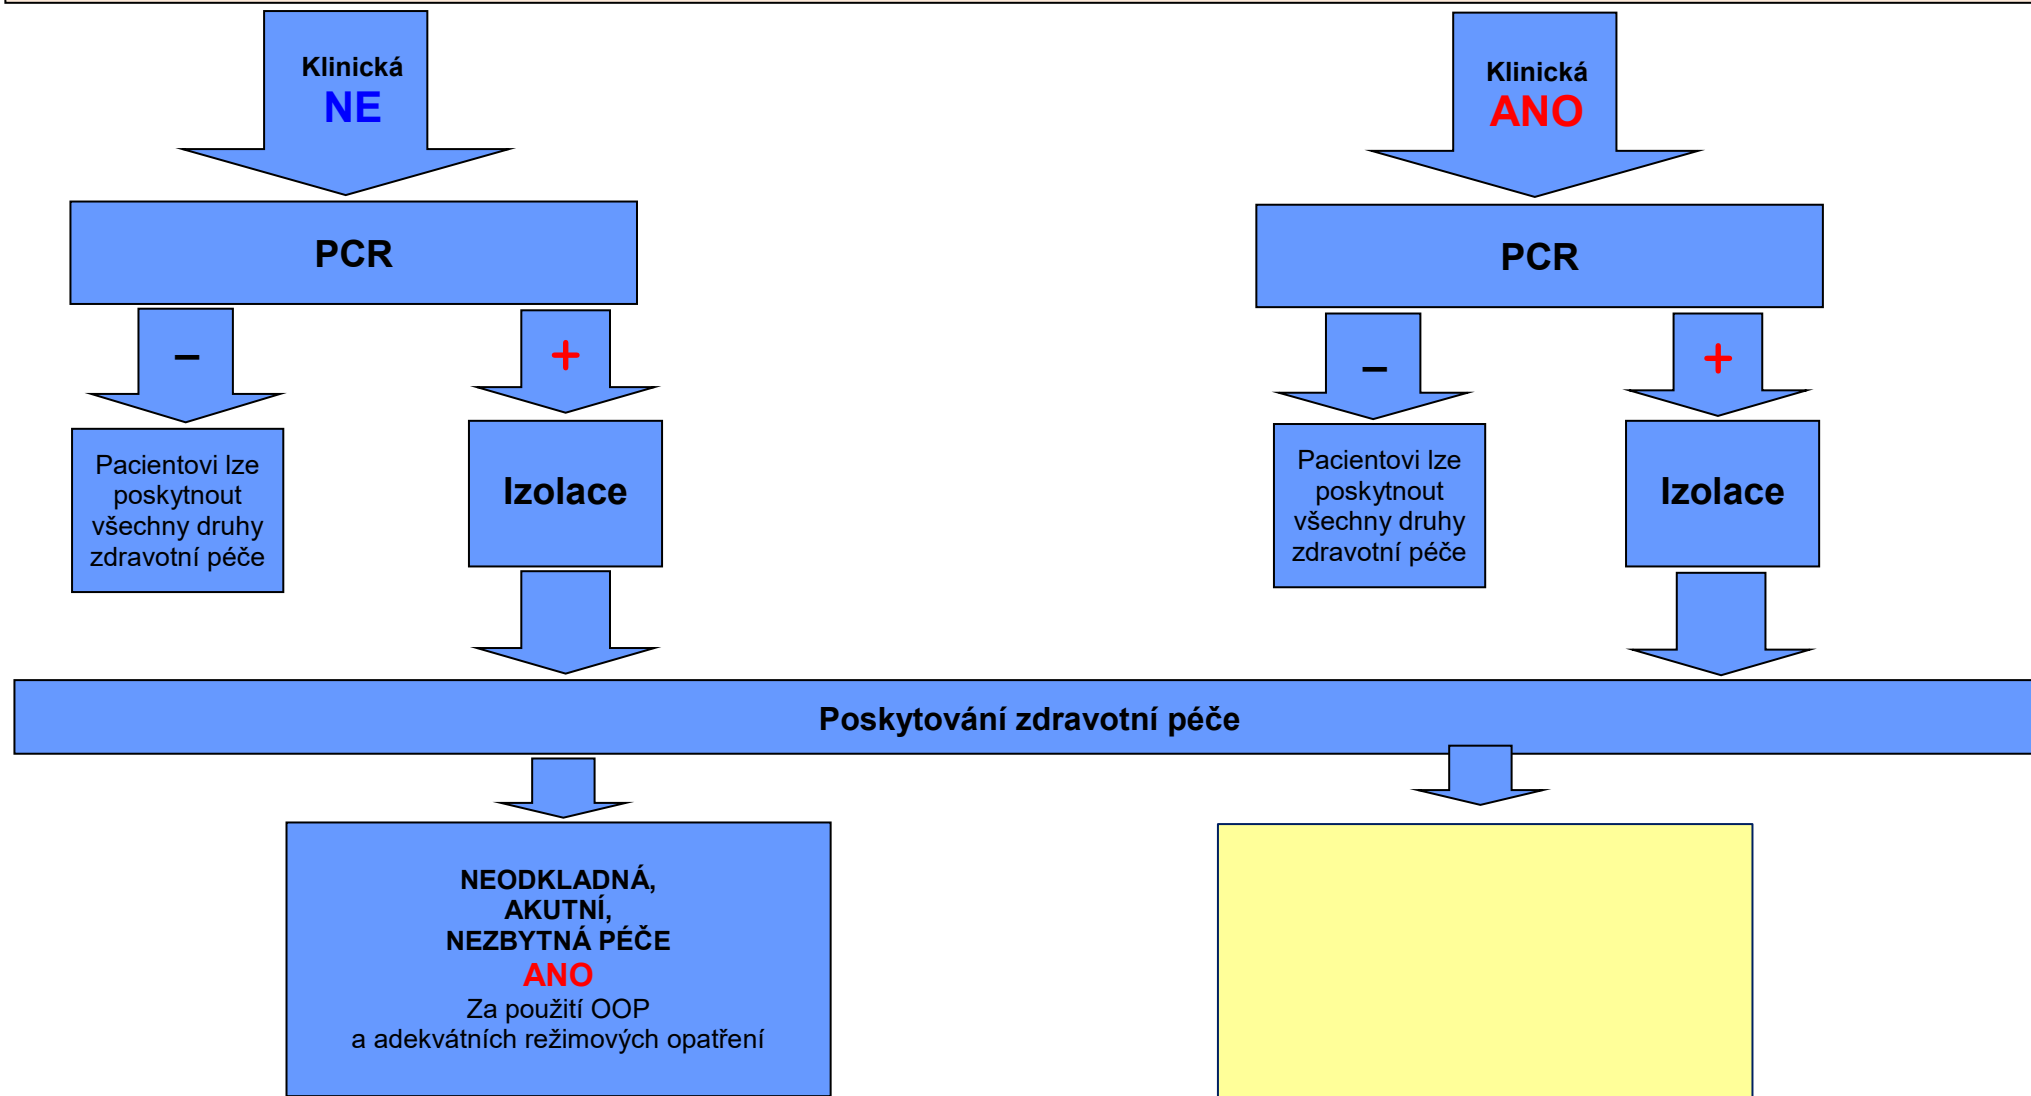 Klinická
NE
Klinická
ANO
PCR
PCR
–
+
–
+
Pacientovi lze
poskytnout
všechny druhy
zdravotní péče
Izolace
Pacientovi lze
poskytnout
všechny druhy
zdravotní péče
Izolace
Poskytování zdravotní péče
NEODKLADNÁ,
AKUTNÍ,
NEZBYTNÁ PÉČE
ANO
Za použití OOP
a adekvátních režimových opatření